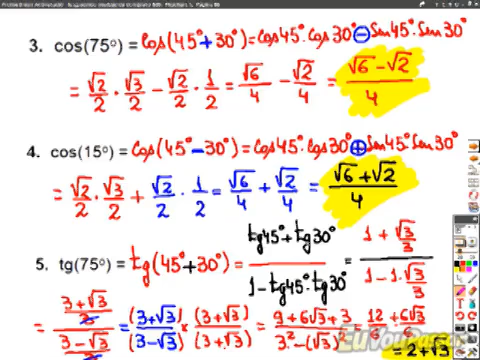 3. cos(75°) = Cos(45°+30°) = Cos45°·Cos30° − Sen45°·Sen30°
= √2/2 · √3/2 − √2/2 · 1/2 = √6/4 − √2/4 = (√6 − √2)/4
4. cos(15°) = Cos(45°−30°) = Cos45°·Cos30° + Sen45°·Sen30°
= √2/2 · √3/2 + √2/2 · 1/2 = √6/4 + √2/4 = (√6 + √2)/4
5. tg(75°) = tg(45°+30°) = (tg45° + tg30°)/(1 − tg45°·tg30°) = (1 + √3/3)/(1 − 1·√3/3)
= ((3+√3)/3)/((3−√3)/3) = (3+√3)/(3−√3) × (3+√3)/(3+√3) = (9+6√3+3)/(3²−(√3)²) = (12+6√3)/6
= 2+√3